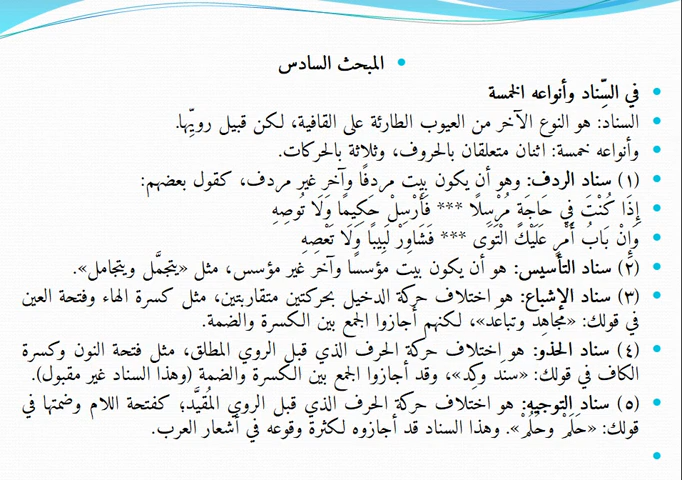 المبحث السادس
في السِّناد وأنواعه الخمسة
السناد: هو النوع الآخر من العيوب الطارئة على القافية، لكن قبيل رويِّها.
وأنواعه خمسة: اثنان متعلقان بالحروف، وثلاثة بالحركات.
(١) سناد الردف: وهو أن يكون بيت مردفًا وآخر غير مردف، كقول بعضهم:
إِذَا كُنْتَ فِي حَاجَةٍ مُرْسِلًا *** فَأَرْسِلْ حَكِيمًا وَلَا تُوصِهِ
وَإِنْ بَابُ أَمْرٍ عَلَيْكَ الْتَوَى *** فَشَاوِرْ لَبِيبًا وَلَا تَعْصِهِ
(٢) سناد التأسيس: هو أن يكون بيت مؤسسًا وآخر غير مؤسس، مثل «يتجمَّل ويتجامل».
(٣) سناد الإشباع: هو اختلاف حركة الدخيل بحركتين متقاربتين، مثل كسرة الهاء وفتحة العين
في قولك: «مجاهِد وتباعَد»، لكنهم أجازوا الجمع بين الكسرة والضمة.
(٤) سناد الحذو: هو اختلاف حركة الحرف الذي قبل الروي المطلق، مثل فتحة النون وكسرة
الكاف في قولك: «سنَد وكِد»، وقد أجازوا الجمع بين الكسرة والضمة (وهذا السناد غير مقبول).
(٥) سناد التوجيه: هو اختلاف حركة الحرف الذي قبل الروي المُقيَّد؛ كفتحة اللام وضمتها في
قولك: «حَلَمْ وحُلُمْ». وهذا السناد قد أجازوه لكثرة وقوعه في أشعار العرب.